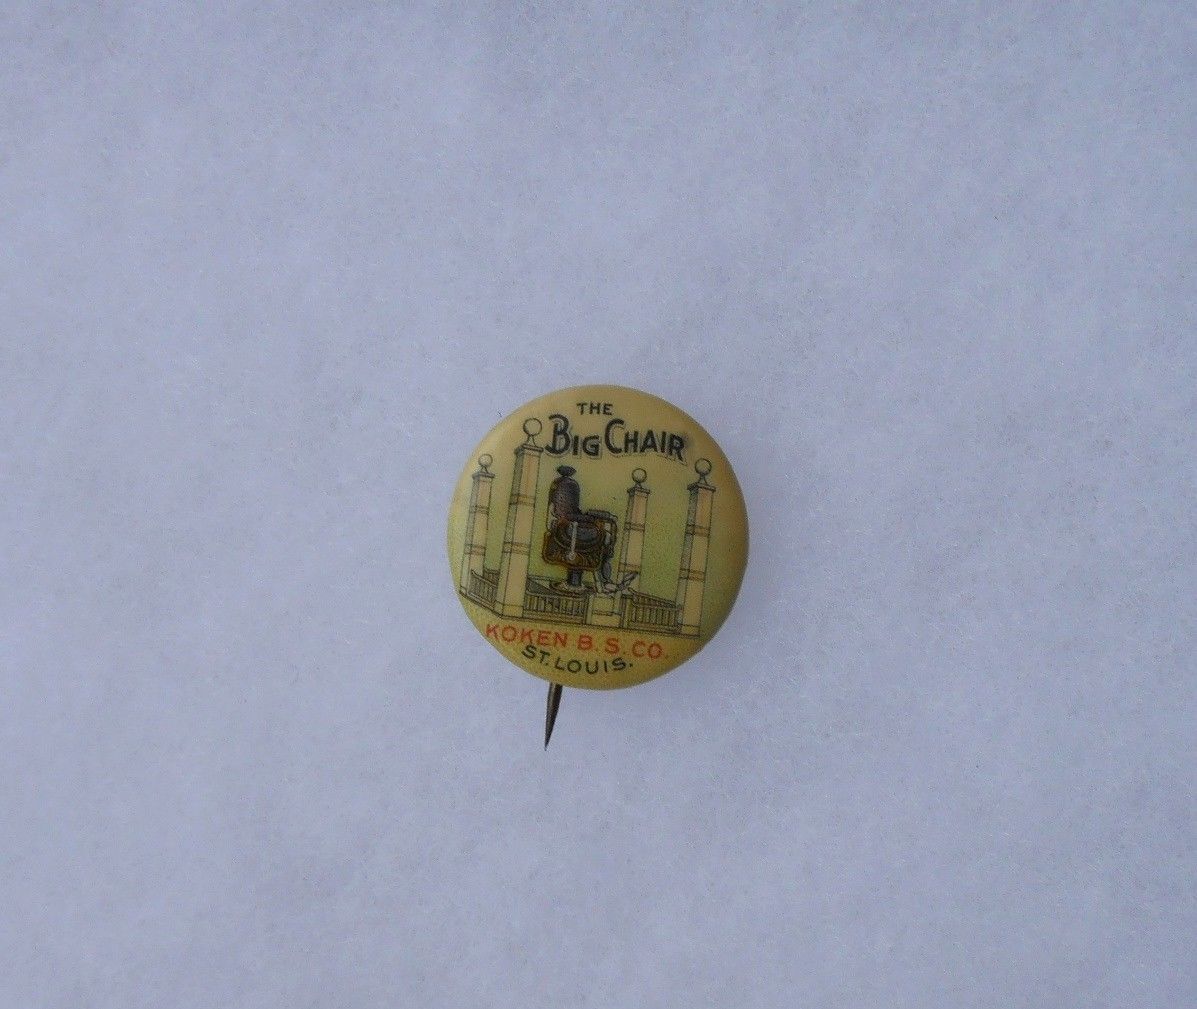 THE
BIG CHAIR
KOKEN B. S. CO.
ST. LOUIS.